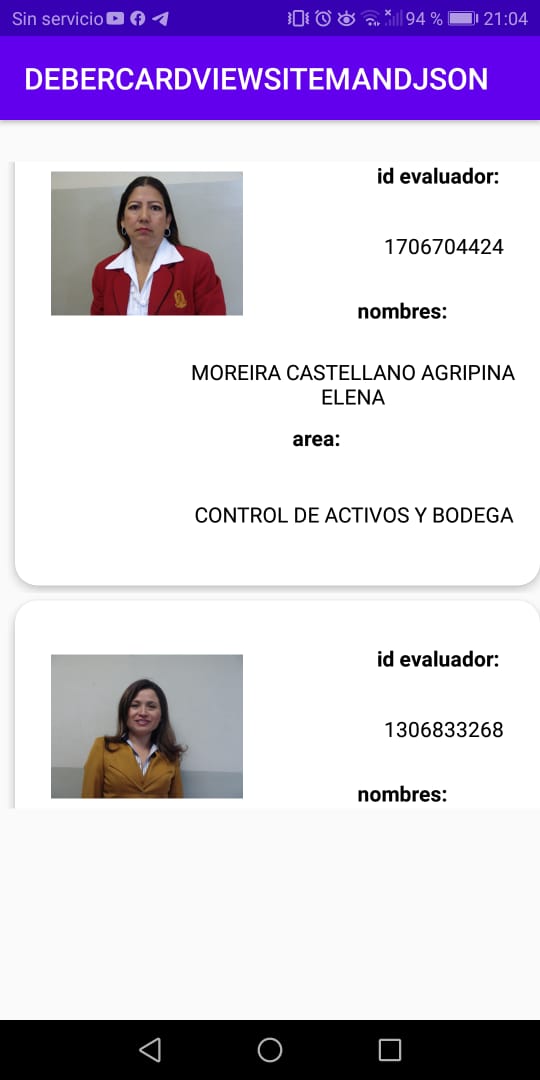 Sin servicio 94 % 21:04
DEBERCARDVIEWSITEMANDJSON
id evaluador:
1706704424
nombres:
MOREIRA CASTELLANO AGRIPINA
ELENA
area:
CONTROL DE ACTIVOS Y BODEGA
id evaluador:
1306833268
nombres: